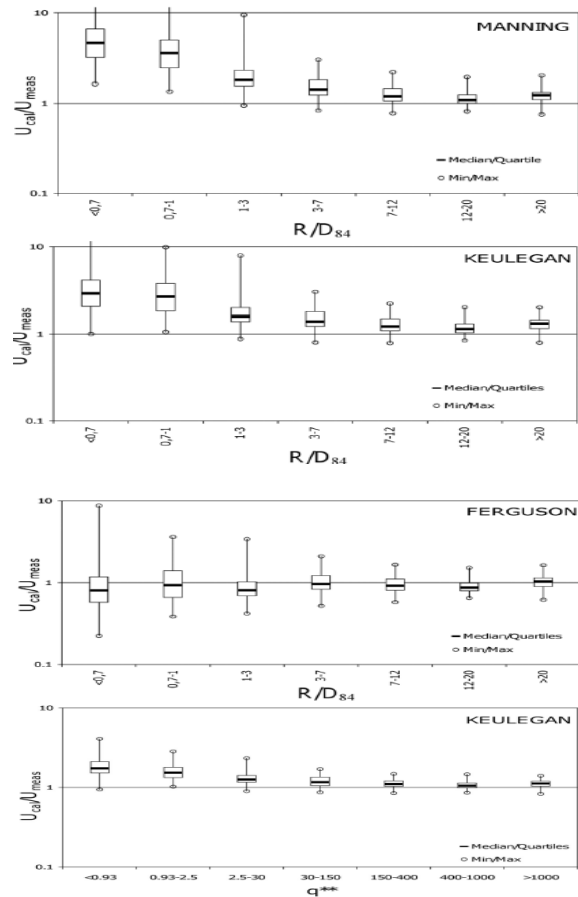 MANNING
10
1
0.1
Ucal/Umeas
Median/Quartile
Min/Max
<0,7
0,7-1
1-3
3-7
7-12
12-20
>20
R/D84
KEULEGAN
10
1
0.1
Ucal/Umeas
Median/Quartiles
Min/Max
<0,7
0,7-1
1-3
3-7
7-12
12-20
>20
R/D84
FERGUSON
10
1
0.1
Ucal/Umeas
Median/Quartiles
Min/Max
<0,7
0,7-1
1-3
3-7
7-12
12-20
>20
R/D84
KEULEGAN
10
1
0.1
Ucal/Umeas
Median/Quartiles
Min/Max
<0.93 0.93-2.5 2.5-30 30-150 150-400 400-1000 >1000
q**